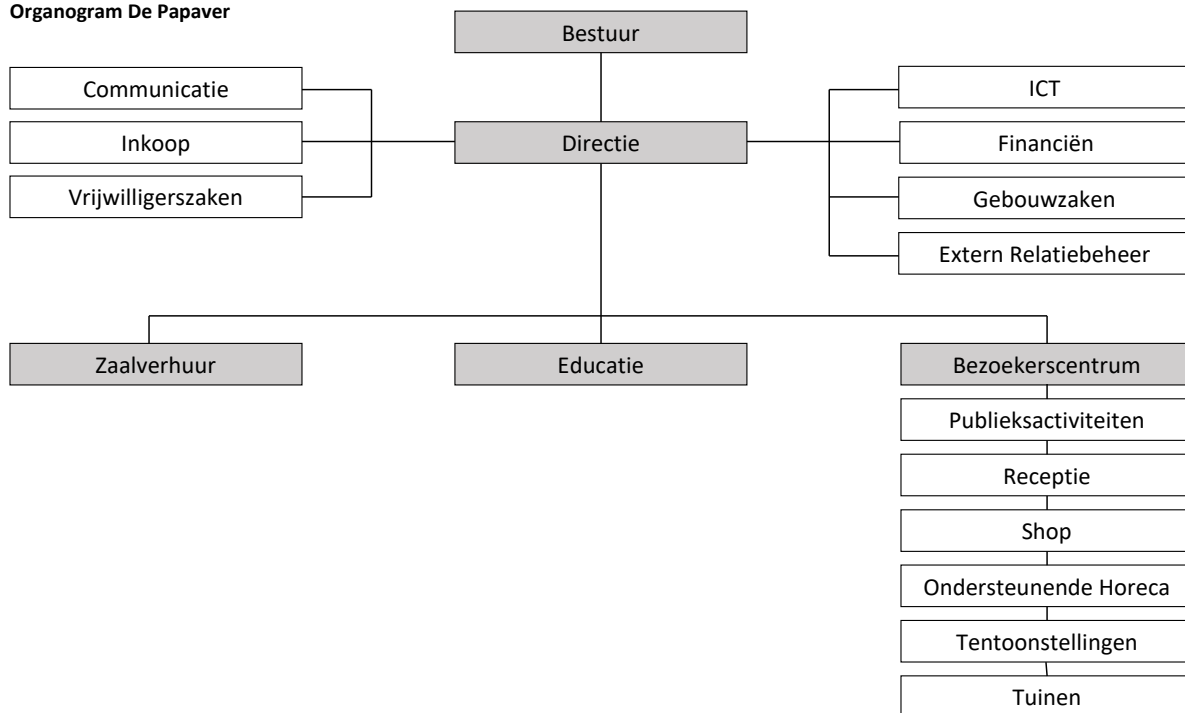 Organogram De Papaver
Bestuur
Communicatie
Inkoop
Vrijwilligerszaken
Directie
ICT
Financiën
Gebouwzaken
Extern Relatiebeheer
Zaalverhuur
Educatie
Bezoekerscentrum
Publieksactiviteiten
Receptie
Shop
Ondersteunende Horeca
Tentoonstellingen
Tuinen